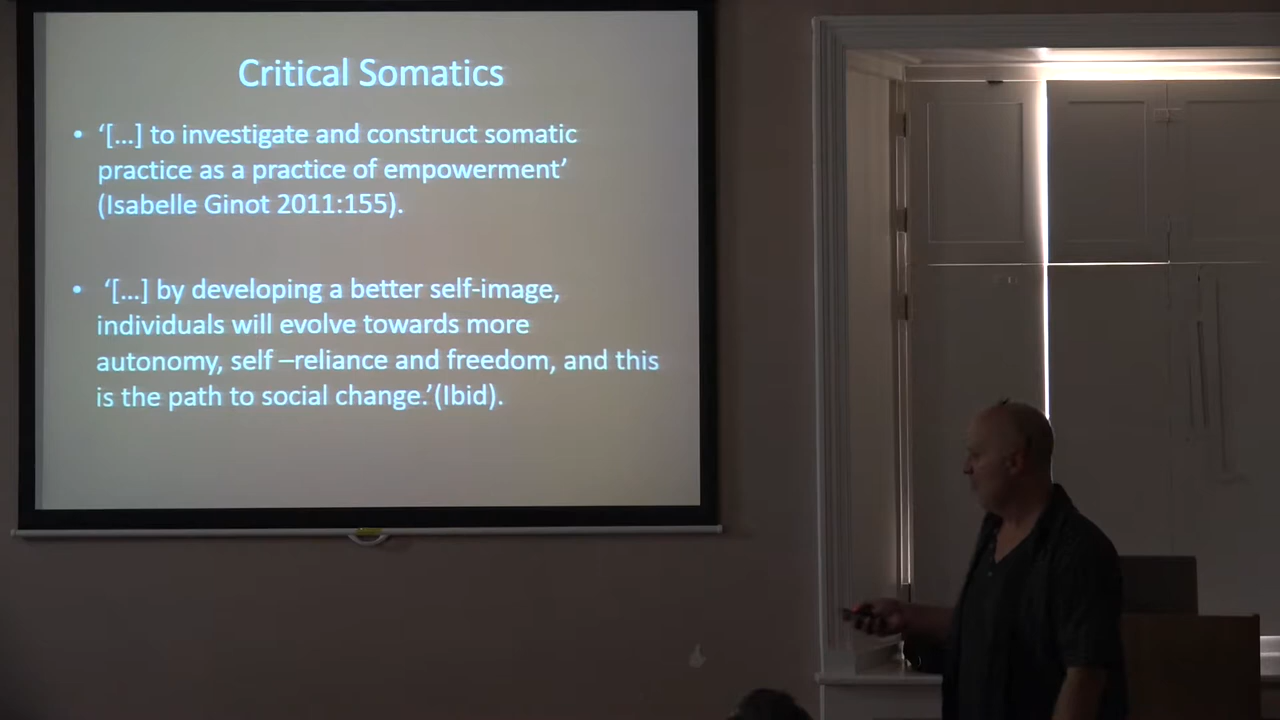 Critical Somatics
• ‘[...] to investigate and construct somatic
practice as a practice of empowerment’
(Isabelle Ginot 2011:155).
• ‘[...] by developing a better self-image,
individuals will evolve towards more
autonomy, self –reliance and freedom, and this
is the path to social change.’(Ibid).